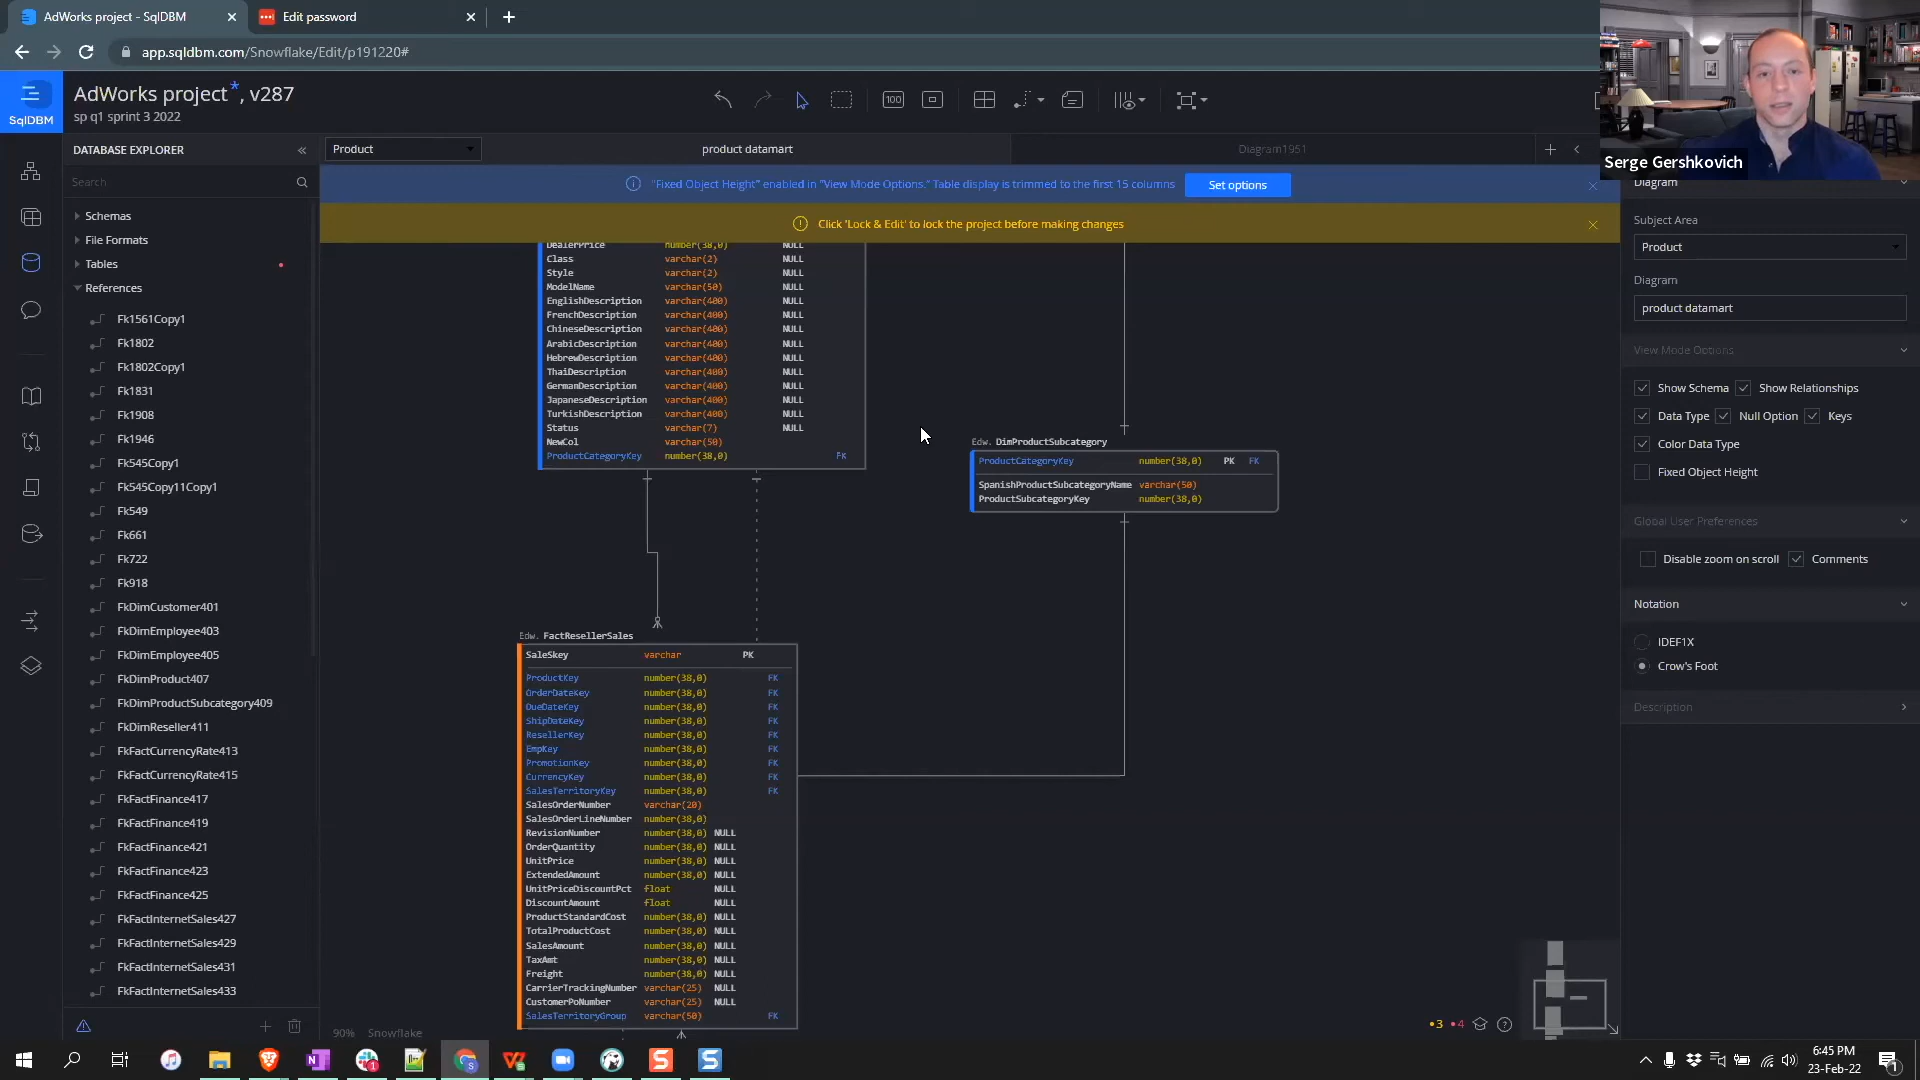 AdWorks project - SqlDBM
Edit password
app.sqldbm.com/Snowflake/Edit/p191220#
SqlDBM
AdWorks project*, v287
sp q1 sprint 3 2022
100
Serge Gershkovich
DATABASE EXPLORER
Product
product datamart
Diagram1951
"Fixed Object Height" enabled in "View Mode Options." Table display is trimmed to the first 15 columns
Set options
Click 'Lock & Edit' to lock the project before making changes
Search
Schemas
File Formats
Tables
References
Fk1561Copy1
Fk1802
Fk1802Copy1
Fk1831
Fk1908
Fk1946
Fk545Copy1
Fk545Copy11Copy1
Fk549
Fk661
Fk722
Fk918
FkDimCustomer401
FkDimEmployee403
FkDimEmployee405
FkDimProduct407
FkDimProductSubcategory409
FkDimReseller411
FkFactCurrencyRate413
FkFactCurrencyRate415
FkFactFinance417
FkFactFinance419
FkFactFinance421
FkFactFinance423
FkFactFinance425
FkFactInternetSales427
FkFactInternetSales429
FkFactInternetSales431
FkFactInternetSales433
DealerPrice number(38,0) NULL
Class varchar(2) NULL
Style varchar(2) NULL
ModelName varchar(50) NULL
EnglishDescription varchar(400) NULL
FrenchDescription varchar(400) NULL
ChineseDescription varchar(400) NULL
ArabicDescription varchar(400) NULL
HebrewDescription varchar(400) NULL
ThaiDescription varchar(400) NULL
GermanDescription varchar(400) NULL
JapaneseDescription varchar(400) NULL
TurkishDescription varchar(400) NULL
Status varchar(7) NULL
NewCol varchar(50)
ProductCategoryKey number(38,0) FK
Edw. DimProductSubcategory
ProductCategoryKey number(38,0) PK FK
SpanishProductSubcategoryName varchar(50)
ProductSubcategoryKey number(38,0)
Edw. FactResellerSales
SaleSkey varchar PK
ProductKey number(38,0) FK
OrderDateKey number(38,0) FK
DueDateKey number(38,0) FK
ShipDateKey number(38,0) FK
ResellerKey number(38,0) FK
EmpKey number(38,0) FK
PromotionKey number(38,0) FK
CurrencyKey number(38,0) FK
SalesTerritoryKey number(38,0) FK
SalesOrderNumber varchar(20)
SalesOrderLineNumber number(38,0)
RevisionNumber number(38,0) NULL
OrderQuantity number(38,0) NULL
UnitPrice number(38,0) NULL
ExtendedAmount number(38,0) NULL
UnitPriceDiscountPct float NULL
DiscountAmount float NULL
ProductStandardCost number(38,0) NULL
TotalProductCost number(38,0) NULL
SalesAmount number(38,0) NULL
TaxAmt number(38,0) NULL
Freight number(38,0) NULL
CarrierTrackingNumber varchar(25) NULL
CustomerPoNumber varchar(25) NULL
SalesTerritoryGroup varchar(50) FK
90% Snowflake
3 4
Diagram
Subject Area
Product
Diagram
product datamart
View Mode Options
Show Schema Show Relationships
Data Type Null Option Keys
Color Data Type
Fixed Object Height
Global User Preferences
Disable zoom on scroll Comments
Notation
IDEF1X
Crow's Foot
Description
6:45 PM
23-Feb-22